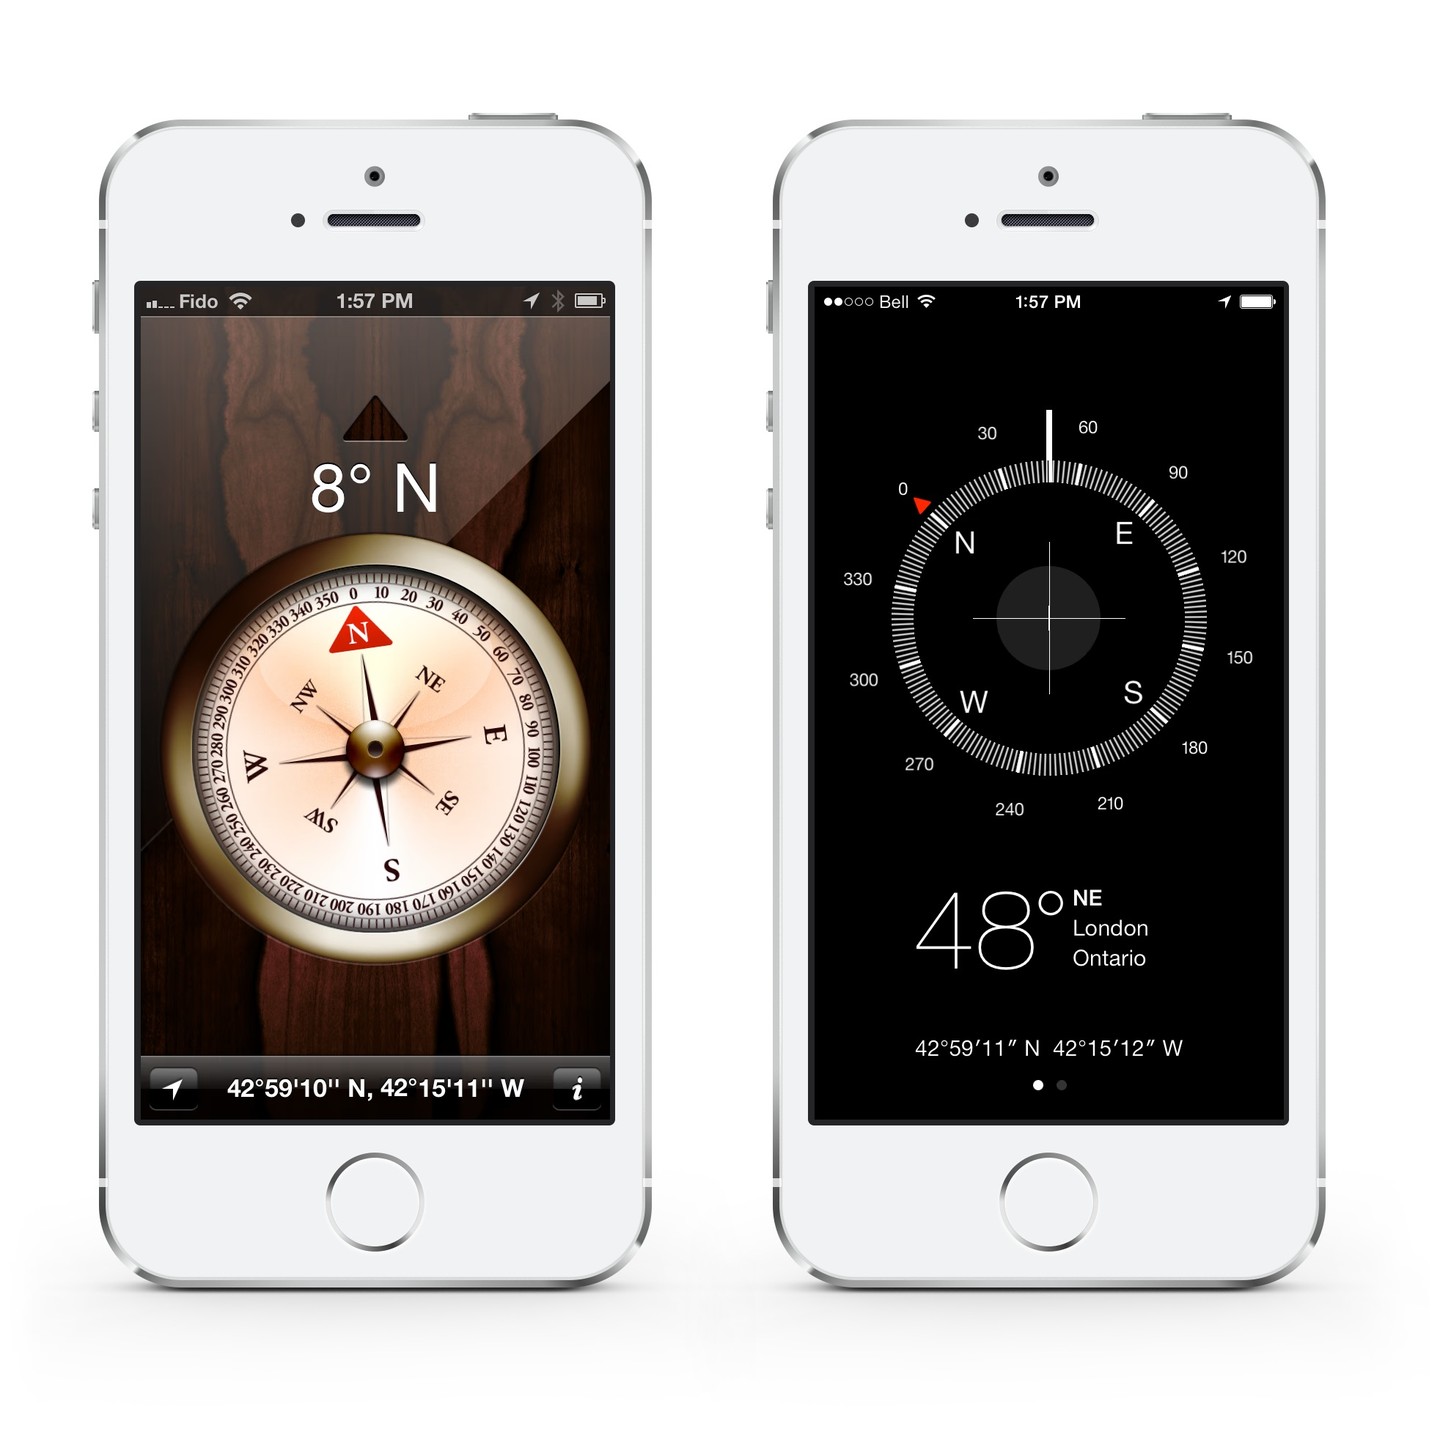 Fido 1:57 PM
8° N
0 10 20 30 40 50 60 70 80 90 100 110 120 130 140 150 160 170 180 190 200 210 220 230 240 250 260 270 280 290 300 310 320 330 340 350
N
NW NE
W E
SW SE
S
42°59'10'' N, 42°15'11'' W
i
Bell 1:57 PM
30 60
0 90
N E
330 120
300 150
W S
270 180
240 210
48° NE
London
Ontario
42°59′11″ N 42°15′12″ W